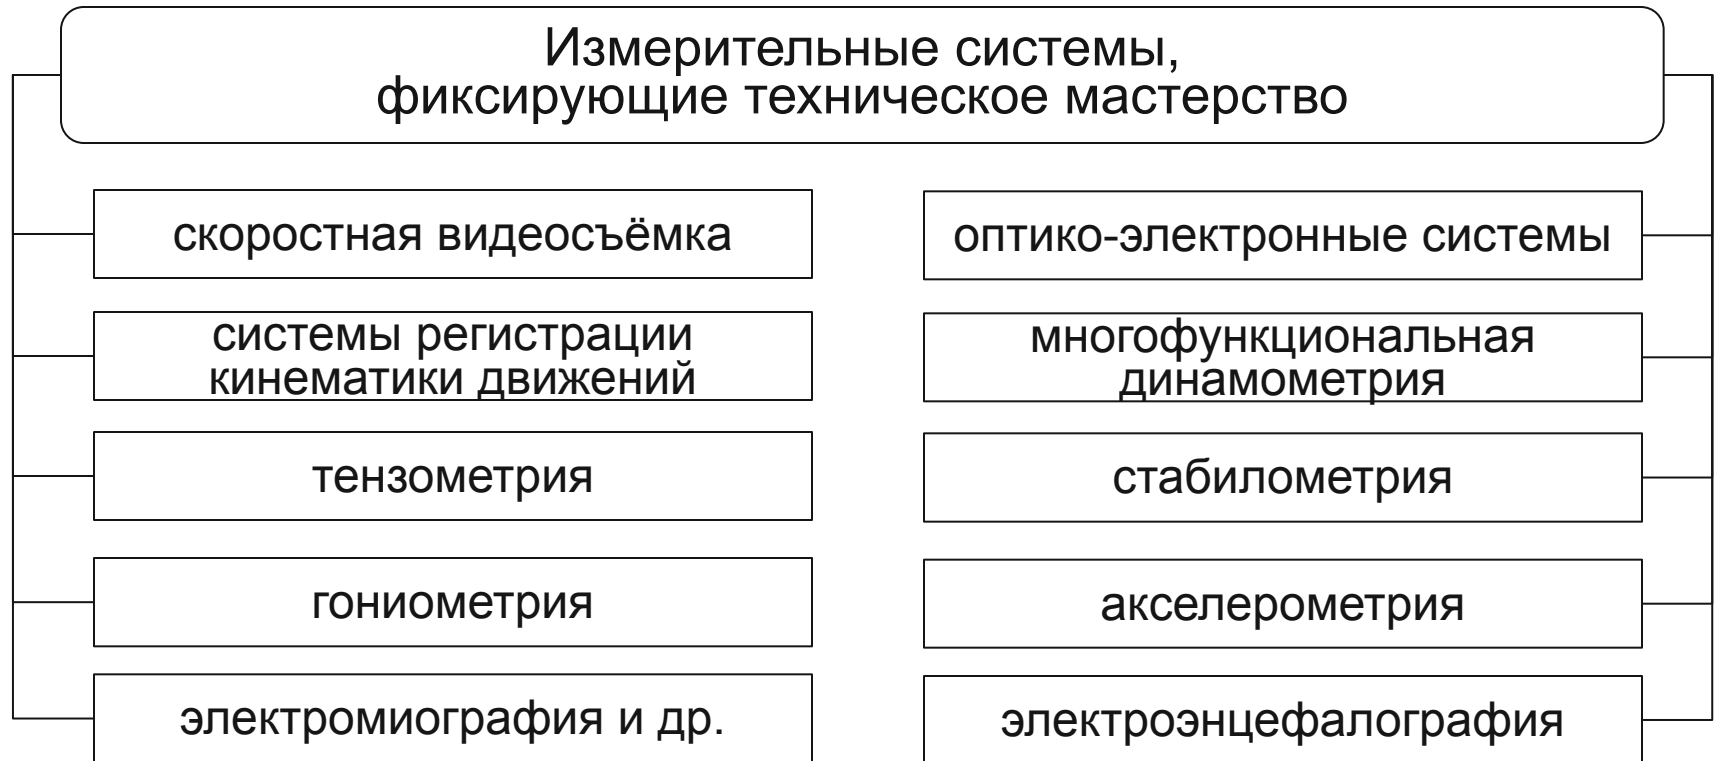 Измерительные системы,
фиксирующие техническое мастерство
скоростная видеосъёмка
оптико-электронные системы
системы регистрации
кинематики движений
многофункциональная
динамометрия
тензометрия
стабилометрия
гониометрия
акселерометрия
электромиография и др.
электроэнцефалография